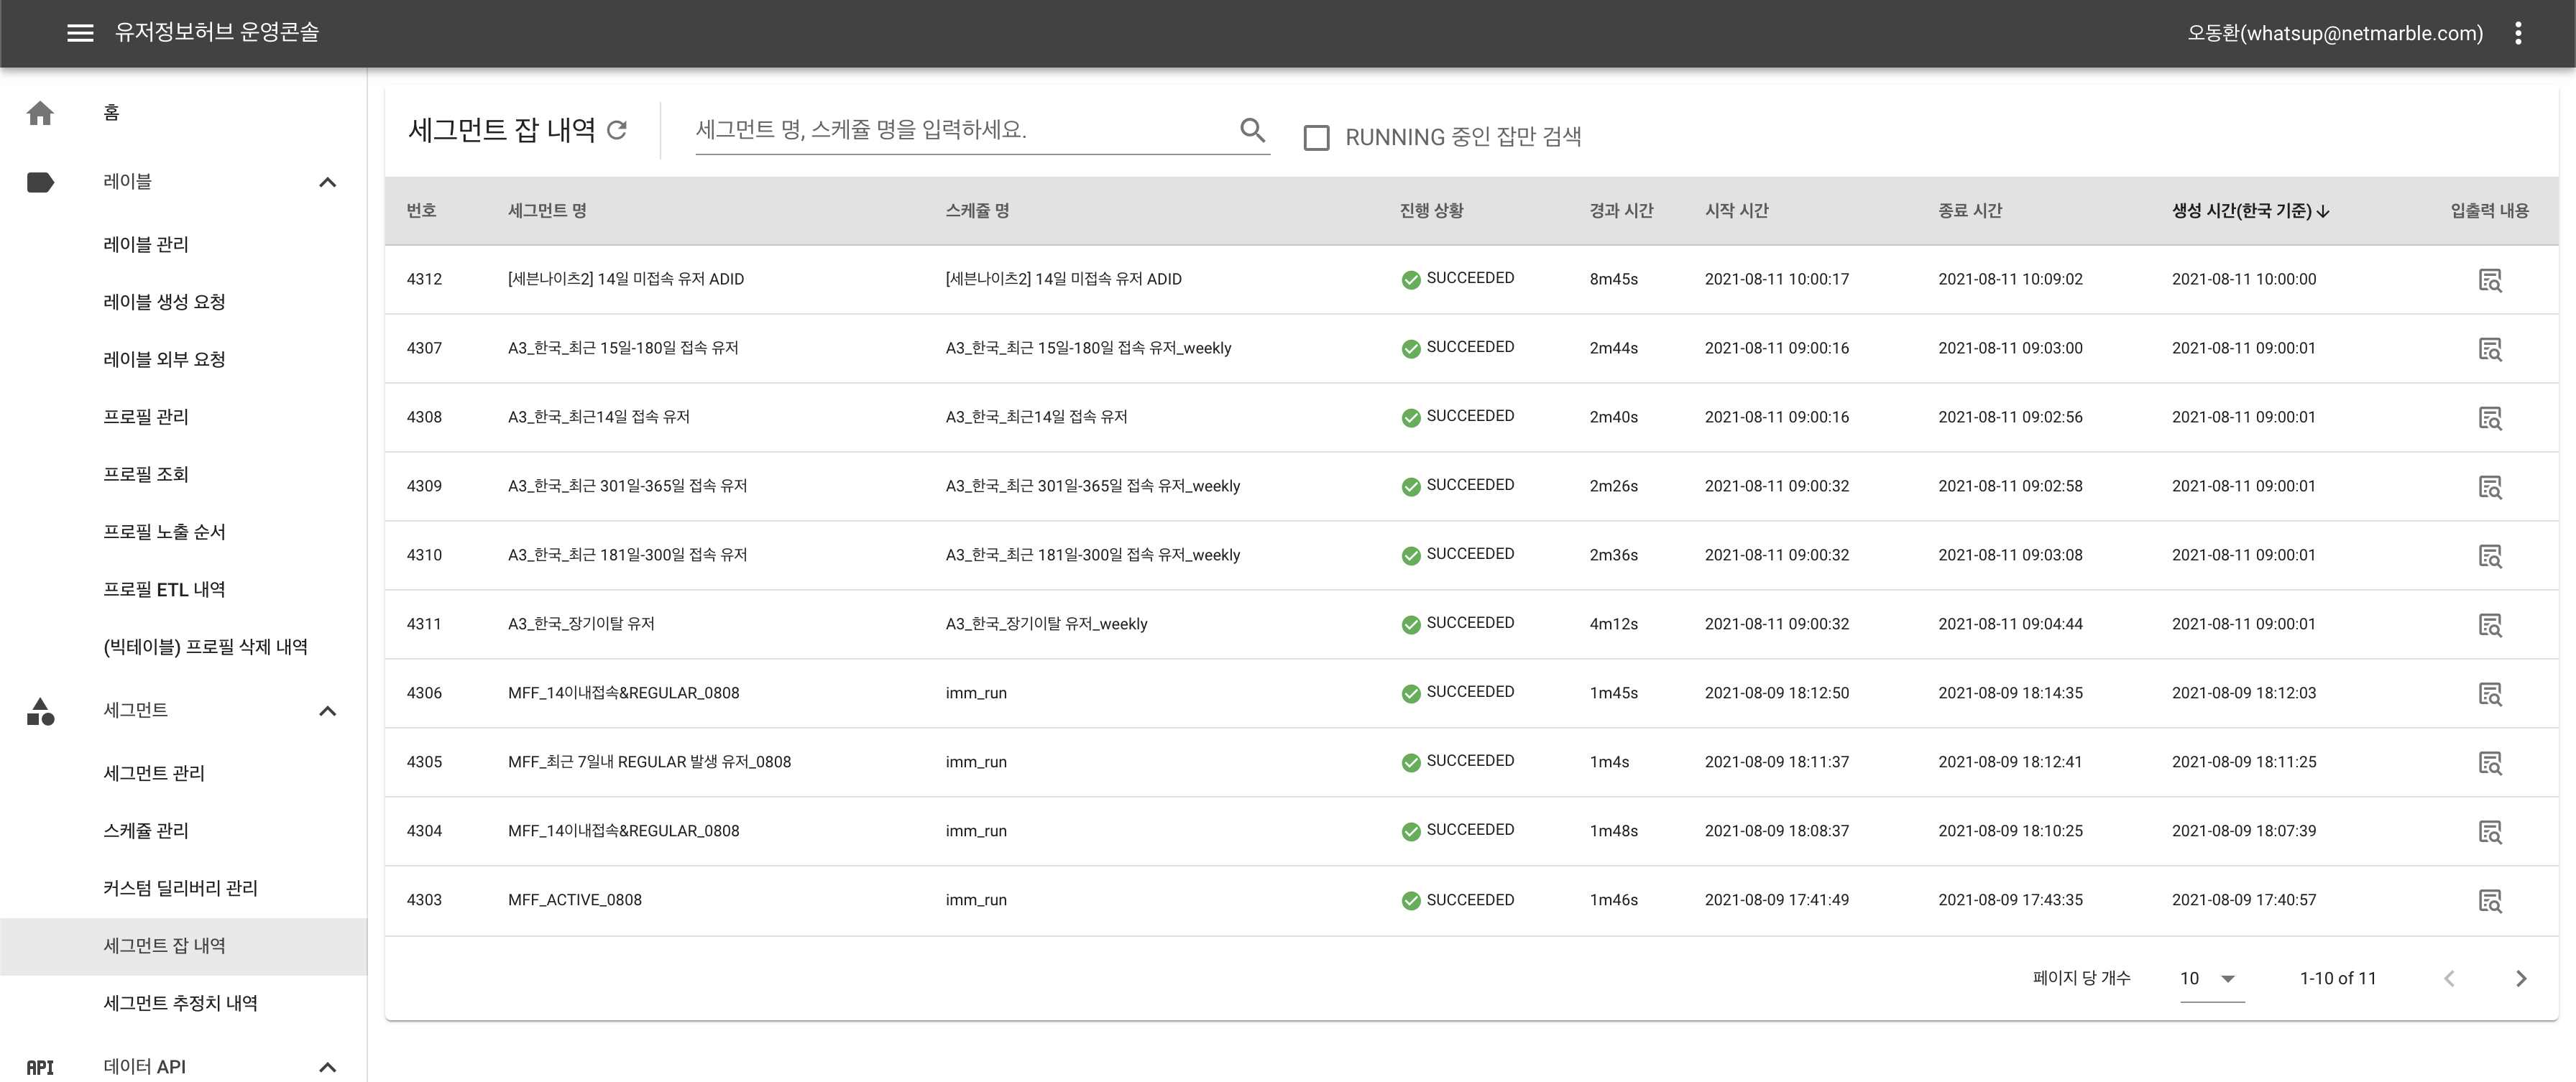 유저정보허브 운영콘솔
오동환(whatsup@netmarble.com)
홈
레이블
레이블 관리
레이블 생성 요청
레이블 외부 요청
프로필 관리
프로필 조회
프로필 노출 순서
프로필 ETL 내역
(빅테이블) 프로필 삭제 내역
세그먼트
세그먼트 관리
스케쥴 관리
커스텀 딜리버리 관리
세그먼트 잡 내역
세그먼트 추정치 내역
API 데이터 API
세그먼트 잡 내역
세그먼트 명, 스케쥴 명을 입력하세요.
RUNNING 중인 잡만 검색
번호 세그먼트 명 스케쥴 명 진행 상황 경과 시간 시작 시간 종료 시간 생성 시간(한국 기준) 입출력 내용
4312 [세븐나이츠2] 14일 미접속 유저 ADID [세븐나이츠2] 14일 미접속 유저 ADID SUCCEEDED 8m45s 2021-08-11 10:00:17 2021-08-11 10:09:02 2021-08-11 10:00:00
4307 A3_한국_최근 15일-180일 접속 유저 A3_한국_최근 15일-180일 접속 유저_weekly SUCCEEDED 2m44s 2021-08-11 09:00:16 2021-08-11 09:03:00 2021-08-11 09:00:01
4308 A3_한국_최근14일 접속 유저 A3_한국_최근14일 접속 유저 SUCCEEDED 2m40s 2021-08-11 09:00:16 2021-08-11 09:02:56 2021-08-11 09:00:01
4309 A3_한국_최근 301일-365일 접속 유저 A3_한국_최근 301일-365일 접속 유저_weekly SUCCEEDED 2m26s 2021-08-11 09:00:32 2021-08-11 09:02:58 2021-08-11 09:00:01
4310 A3_한국_최근 181일-300일 접속 유저 A3_한국_최근 181일-300일 접속 유저_weekly SUCCEEDED 2m36s 2021-08-11 09:00:32 2021-08-11 09:03:08 2021-08-11 09:00:01
4311 A3_한국_장기이탈 유저 A3_한국_장기이탈 유저_weekly SUCCEEDED 4m12s 2021-08-11 09:00:32 2021-08-11 09:04:44 2021-08-11 09:00:01
4306 MFF_14이내접속&REGULAR_0808 imm_run SUCCEEDED 1m45s 2021-08-09 18:12:50 2021-08-09 18:14:35 2021-08-09 18:12:03
4305 MFF_최근 7일내 REGULAR 발생 유저_0808 imm_run SUCCEEDED 1m4s 2021-08-09 18:11:37 2021-08-09 18:12:41 2021-08-09 18:11:25
4304 MFF_14이내접속&REGULAR_0808 imm_run SUCCEEDED 1m48s 2021-08-09 18:08:37 2021-08-09 18:10:25 2021-08-09 18:07:39
4303 MFF_ACTIVE_0808 imm_run SUCCEEDED 1m46s 2021-08-09 17:41:49 2021-08-09 17:43:35 2021-08-09 17:40:57
페이지 당 개수 10 1-10 of 11